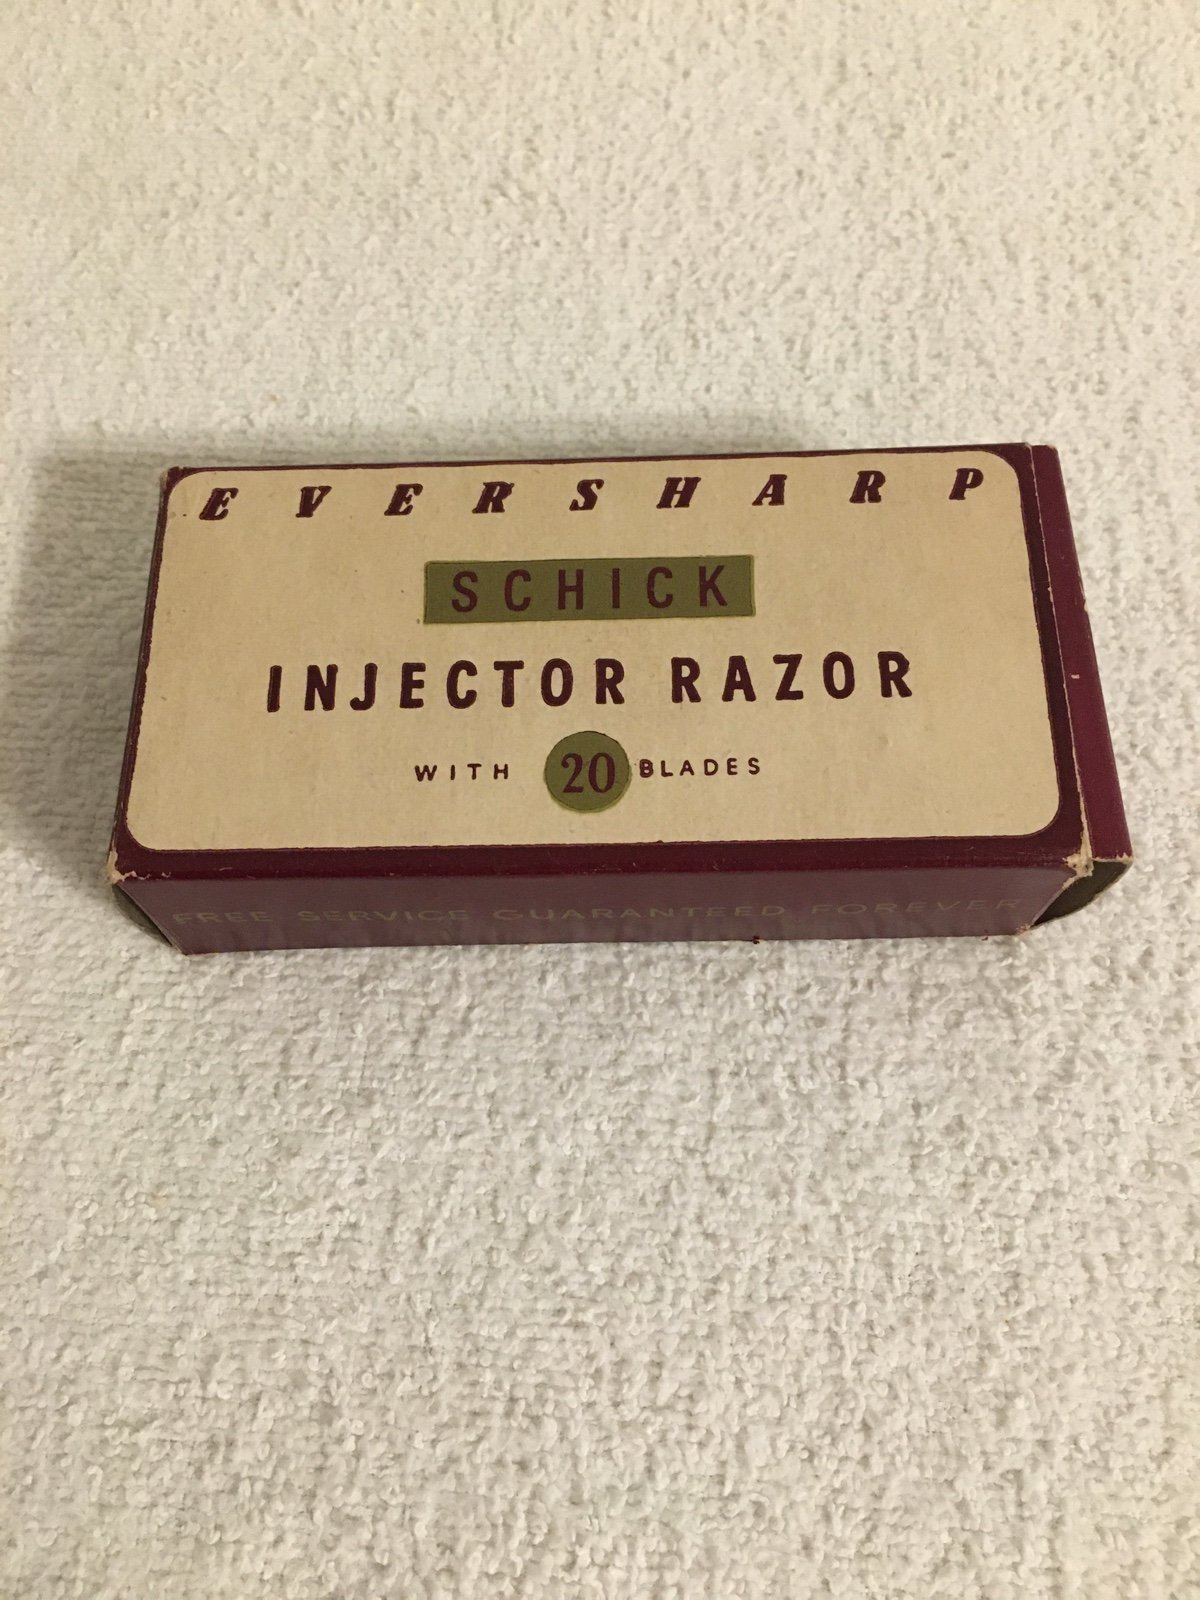 EVERSHARP
SCHICK
INJECTOR RAZOR
WITH 20 BLADES
FREE SERVICE GUARANTEED FOREVER